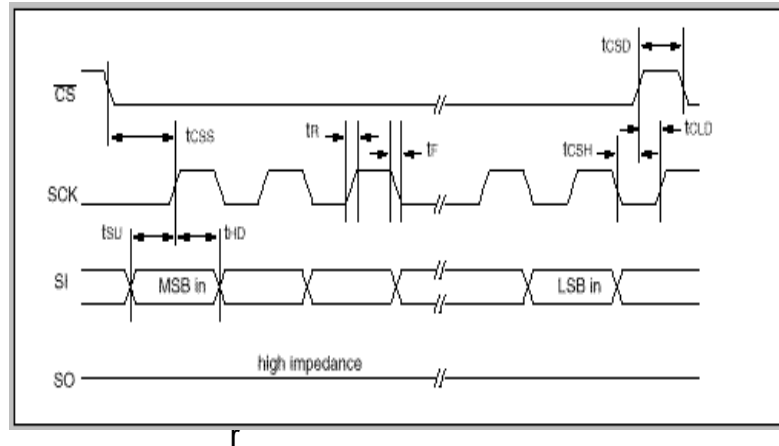 tCSD
CS
tCSS
tR
tF
tCSH
tCLD
SCK
tSU
tHD
SI
MSB in
LSB in
high impedance
SO
r